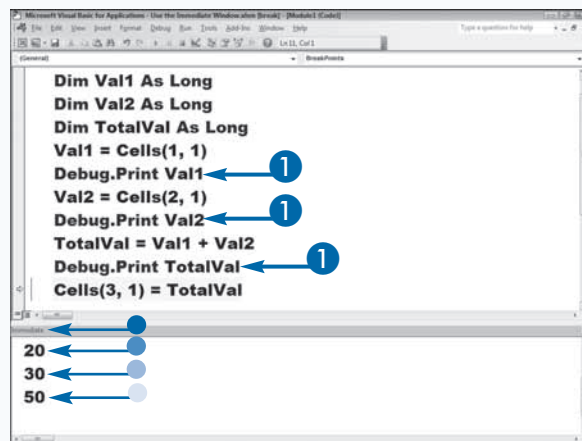 Microsoft Visual Basic for Applications - Use the Immediate Window.xlsm [break] - [Module1 (Code)]
File Edit View Insert Format Debug Run Tools Add-Ins Window Help Type a question for help
Ln 11, Col 1
(General) BreakPoints
Dim Val1 As Long
Dim Val2 As Long
Dim TotalVal As Long
Val1 = Cells(1, 1)
Debug.Print Val1 1
Val2 = Cells(2, 1)
Debug.Print Val2 1
TotalVal = Val1 + Val2
Debug.Print TotalVal 1
Cells(3, 1) = TotalVal
Immediate
20
30
50